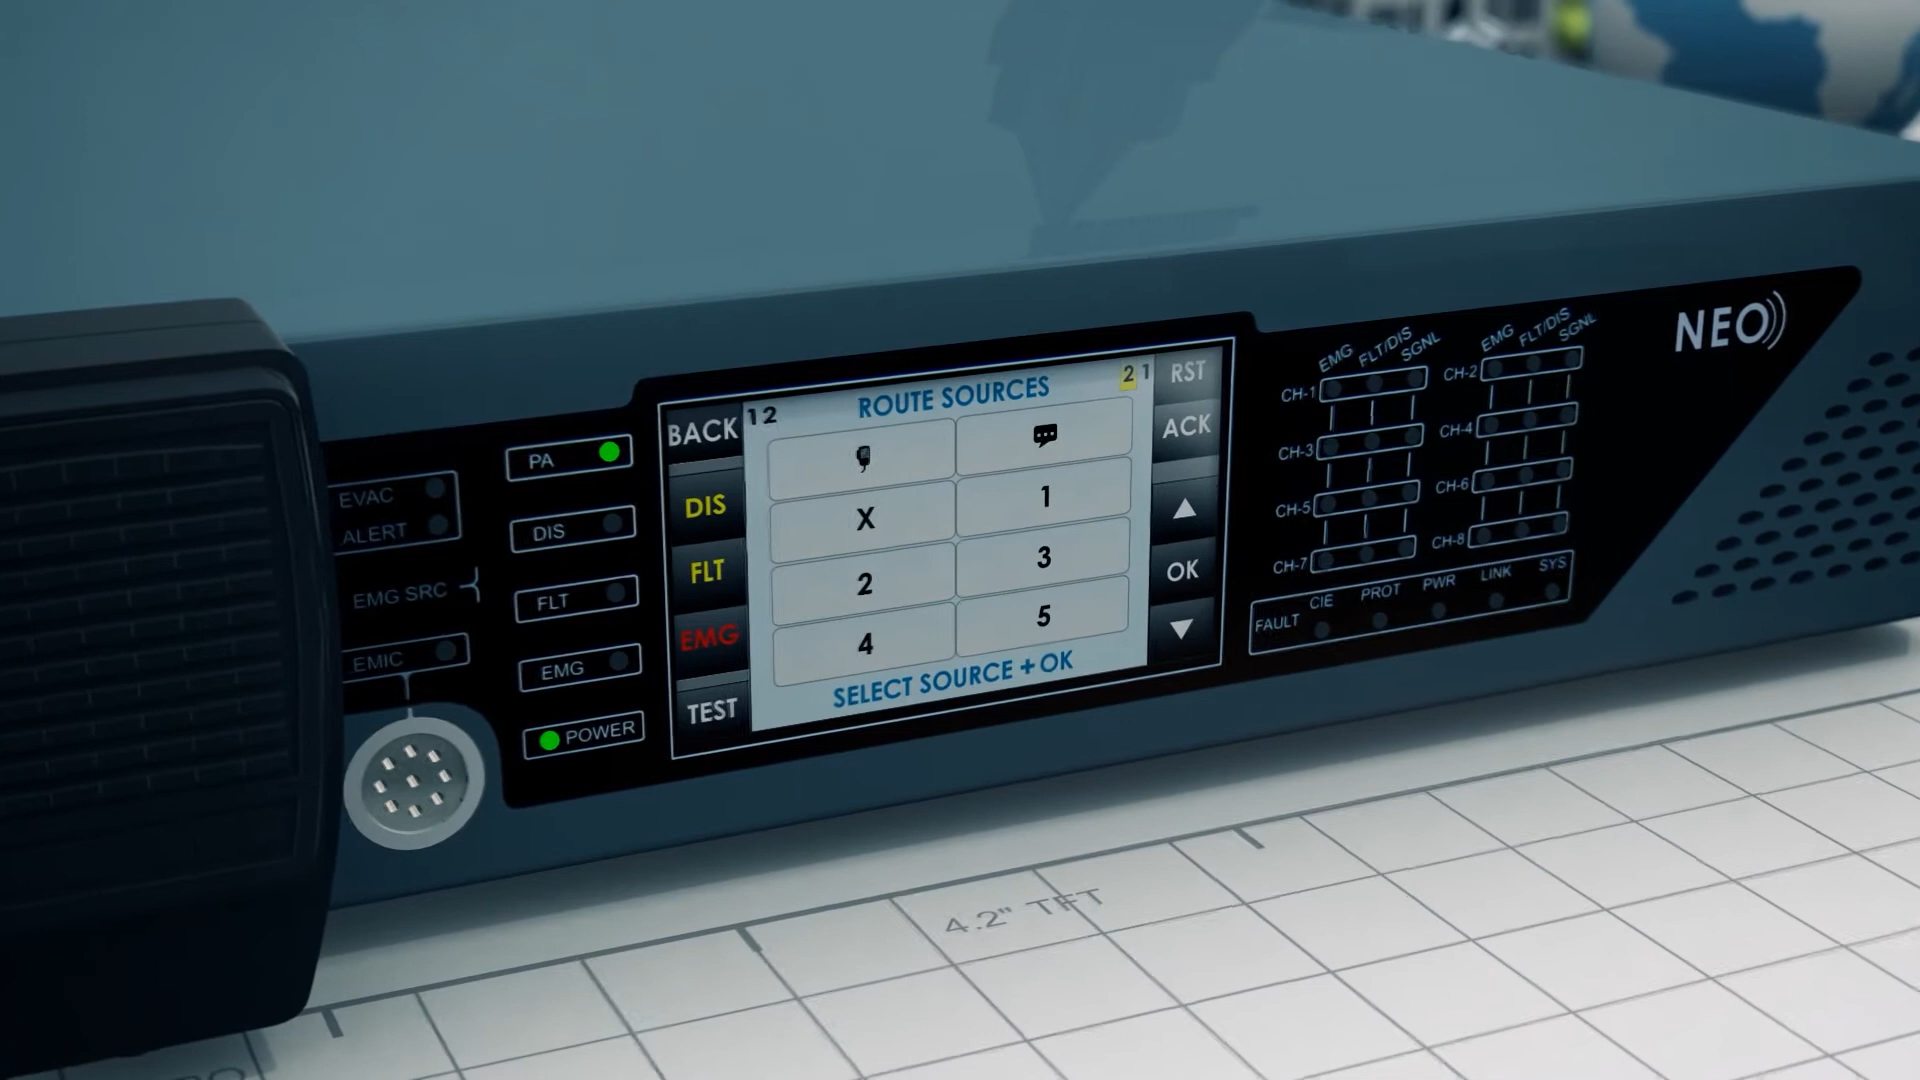 EVAC
ALERT
EMG SRC
EMIC
PA
DIS
FLT
EMG
POWER
BACK
DIS
FLT
EMG
TEST
12
ROUTE SOURCES
2 1
X
1
2
3
4
5
SELECT SOURCE + OK
RST
ACK
OK
EMG FLT/DIS SGNL
CH-1
CH-3
CH-5
CH-7
EMG FLT/DIS SGNL
CH-2
CH-4
CH-6
CH-8
FAULT CIE PROT PWR LINK SYS
NEO
4.2" TFT